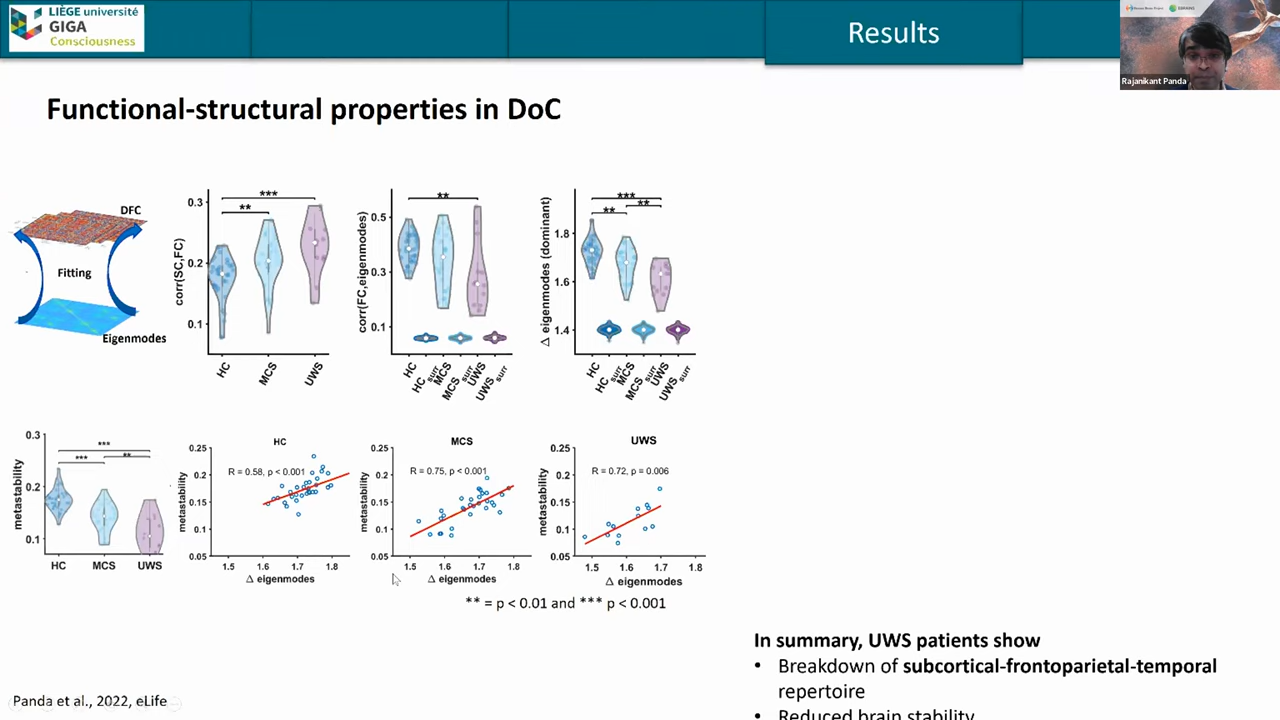 LIÈGE université
GIGA
Consciousness
Results
Human Brain Project
EBRAINS
Rajanikant Panda
Functional-structural properties in DoC
DFC
Fitting
Eigenmodes
corr(SC,FC)
0.3
0.2
0.1
***
**
HC
MCS
UWS
corr(FC,eigenmodes)
0.5
0.3
0.1
**
HC
HC surr
MCS
MCS surr
UWS
UWS surr
Δ eigenmodes (dominant)
1.8
1.6
1.4
***
**
**
HC
HC surr
MCS
MCS surr
UWS
UWS surr
metastability
0.3
0.2
0.1
***
***
**
HC
MCS
UWS
HC
metastability
0.25
0.2
0.15
0.1
0.05
R = 0.58, p < 0.001
1.5 1.6 1.7 1.8
Δ eigenmodes
MCS
metastability
0.25
0.2
0.15
0.1
0.05
R = 0.75, p < 0.001
1.5 1.6 1.7 1.8
Δ eigenmodes
UWS
metastability
0.25
0.2
0.15
0.1
0.05
R = 0.72, p = 0.006
1.5 1.6 1.7 1.8
Δ eigenmodes
** = p < 0.01 and *** p < 0.001
In summary, UWS patients show
• Breakdown of subcortical-frontoparietal-temporal
repertoire
• Reduced brain stability
Panda et al., 2022, eLife